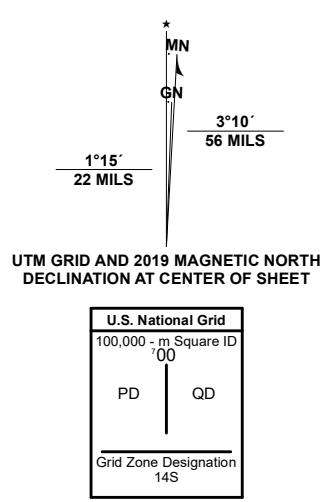 ★
MN
GN
3°10´
56 MILS
1°15´
22 MILS
UTM GRID AND 2019 MAGNETIC NORTH
DECLINATION AT CENTER OF SHEET
U.S. National Grid
100,000 - m Square ID
⁷00
PD QD
Grid Zone Designation
14S